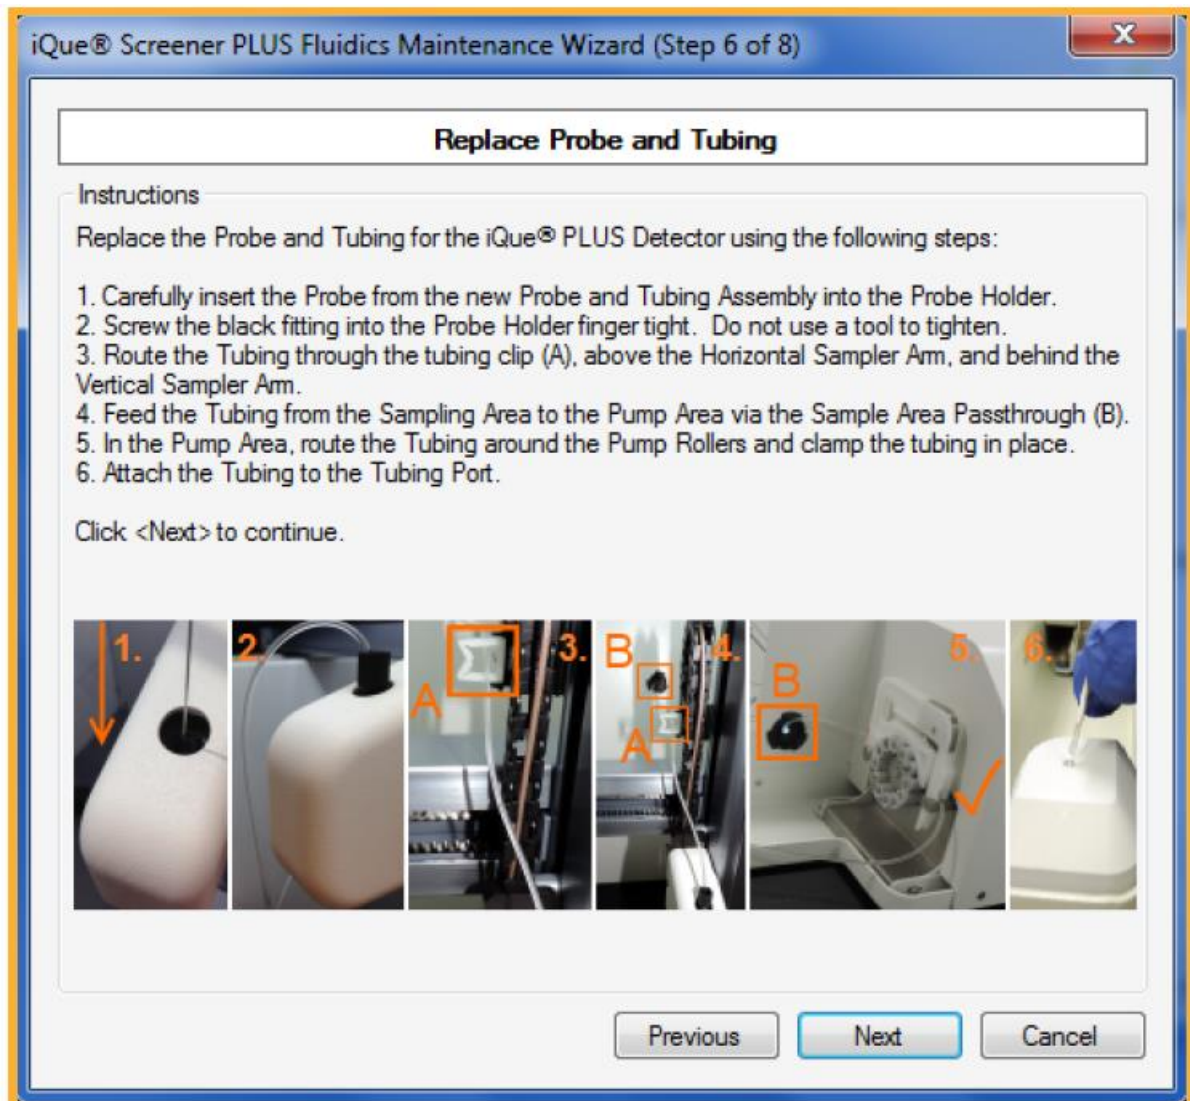 iQue® Screener PLUS Fluidics Maintenance Wizard (Step 6 of 8)
X
Replace Probe and Tubing
Instructions
Replace the Probe and Tubing for the iQue® PLUS Detector using the following steps:
1. Carefully insert the Probe from the new Probe and Tubing Assembly into the Probe Holder.
2. Screw the black fitting into the Probe Holder finger tight. Do not use a tool to tighten.
3. Route the Tubing through the tubing clip (A), above the Horizontal Sampler Arm, and behind the
Vertical Sampler Arm.
4. Feed the Tubing from the Sampling Area to the Pump Area via the Sample Area Passthrough (B).
5. In the Pump Area, route the Tubing around the Pump Rollers and clamp the tubing in place.
6. Attach the Tubing to the Tubing Port.
Click <Next> to continue.
1.
2.
3.
A
4.
B
A
5.
B
6.
Previous
Next
Cancel